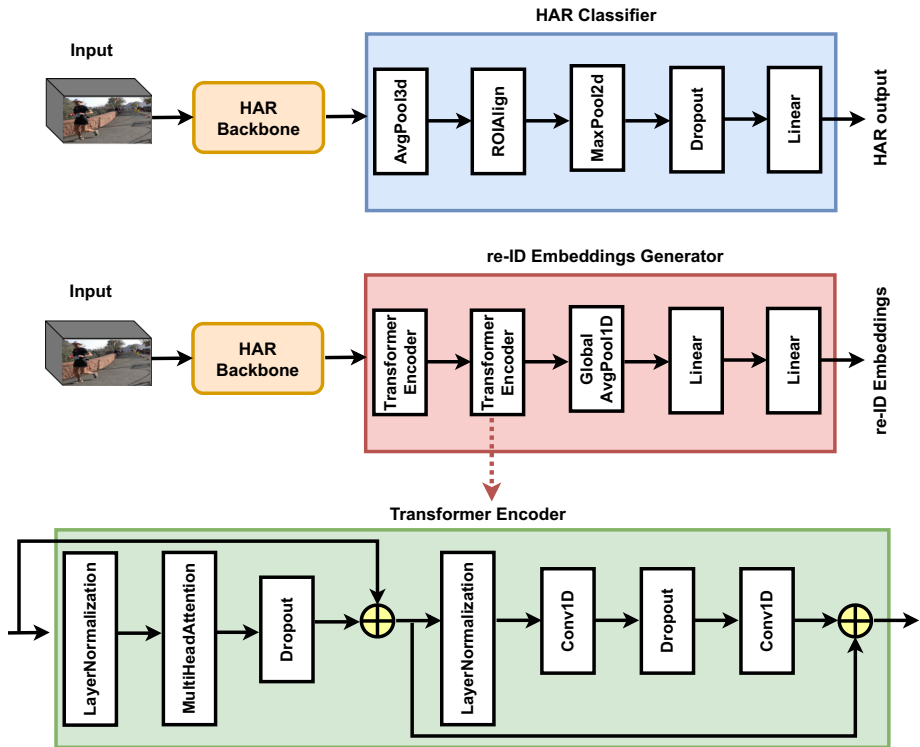 HAR Classifier
Input
HAR
Backbone
AvgPool3d
ROIAlign
MaxPool2d
Dropout
Linear
HAR output
re-ID Embeddings Generator
Input
HAR
Backbone
Transformer
Encoder
Transformer
Encoder
Global
AvgPool1D
Linear
Linear
re-ID Embeddings
Transformer Encoder
LayerNormalization
MultiHeadAttention
Dropout
LayerNormalization
Conv1D
Dropout
Conv1D